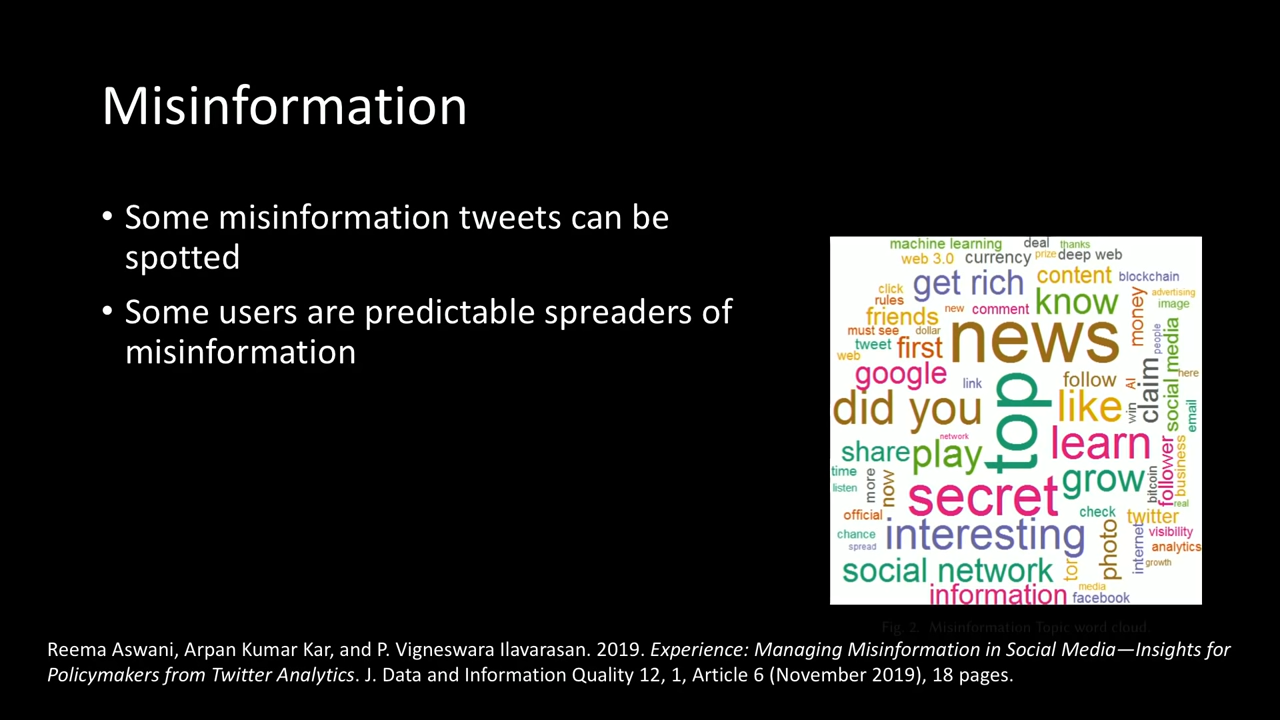 Misinformation
• Some misinformation tweets can be
spotted
• Some users are predictable spreaders of
misinformation
machine learning deal thanks
web 3.0 currency prize deep web
get rich content blockchain
click rules friends new comment know money advertising image
must see dollar news people social media
tweet first
web google link follow AI claim here
did you top like win email
network learn
share play follower business
time listen more now secret grow bitcoin real
official check twitter
chance spread interesting photo internet visibility
analytics
social network tor growth
information media facebook
Fig. 2. Misinformation Topic word cloud.
Reema Aswani, Arpan Kumar Kar, and P. Vigneswara Ilavarasan. 2019. Experience: Managing Misinformation in Social Media—Insights for
Policymakers from Twitter Analytics. J. Data and Information Quality 12, 1, Article 6 (November 2019), 18 pages.